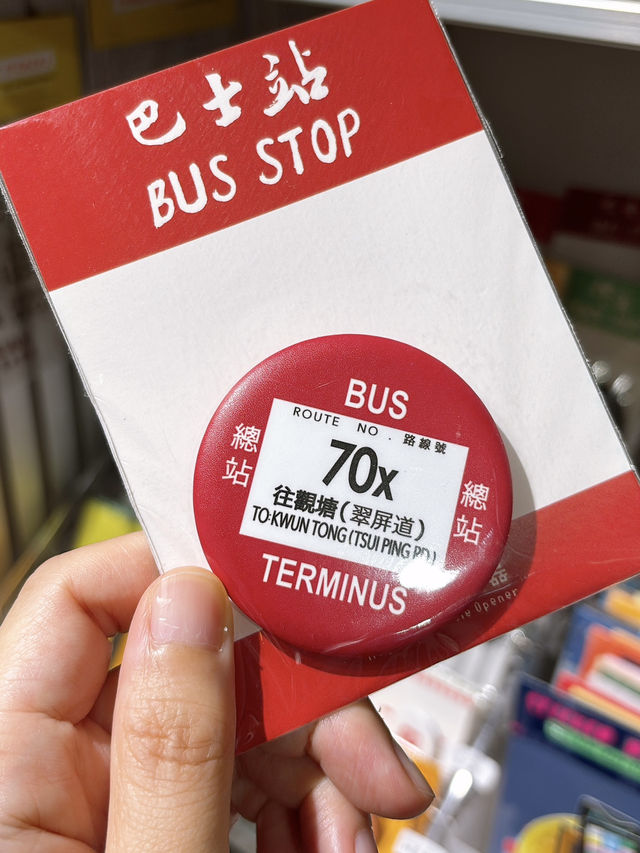 巴士站
BUS STOP
BUS
ROUTE NO. 路線號
總站
70x
總站
往觀塘(翠屏道)
TO:KWUN TONG(TSUI PING RD.)
TERMINUS
Opener